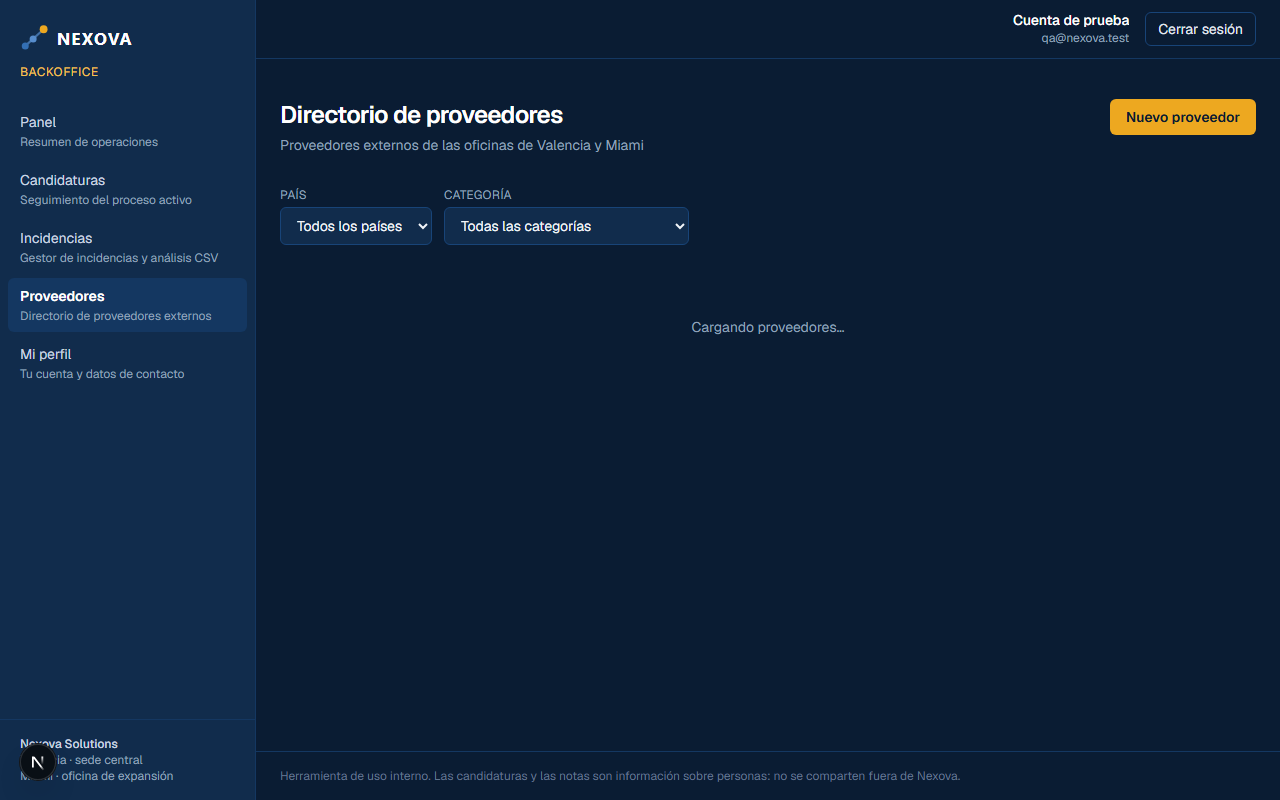 NEXOVA
BACKOFFICE
Panel
Resumen de operaciones
Candidaturas
Seguimiento del proceso activo
Incidencias
Gestor de incidencias y análisis CSV
Proveedores
Directorio de proveedores externos
Mi perfil
Tu cuenta y datos de contacto
Nexova Solutions
· sede central
· oficina de expansión
N
Cuenta de prueba
qa@nexova.test
Cerrar sesión
Directorio de proveedores
Proveedores externos de las oficinas de Valencia y Miami
Nuevo proveedor
PAÍS
CATEGORÍA
Todos los países
Todas las categorías
Cargando proveedores...
Herramienta de uso interno. Las candidaturas y las notas son información sobre personas: no se comparten fuera de Nexova.